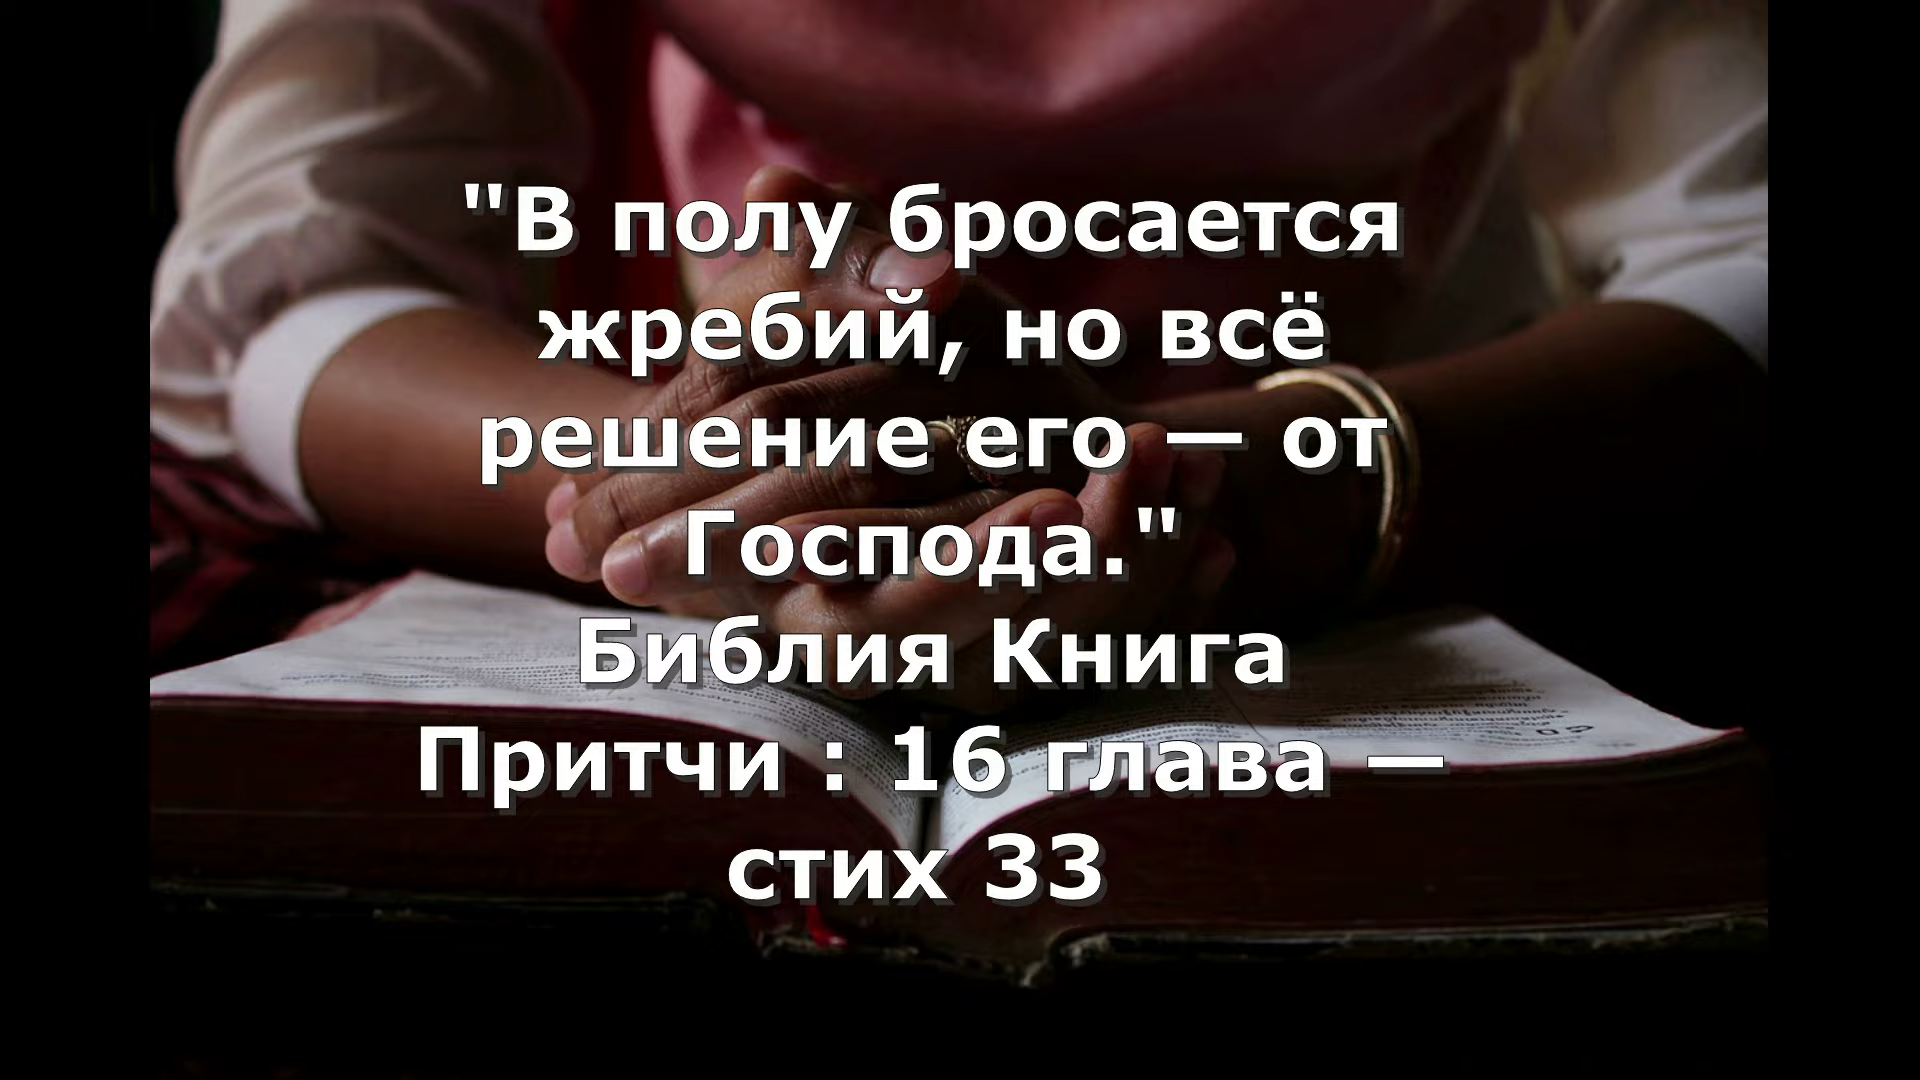 "В полу бросается
жребий, но всё
решение его — от
Господа."
Библия Книга
Притчи : 16 глава —
стих 33